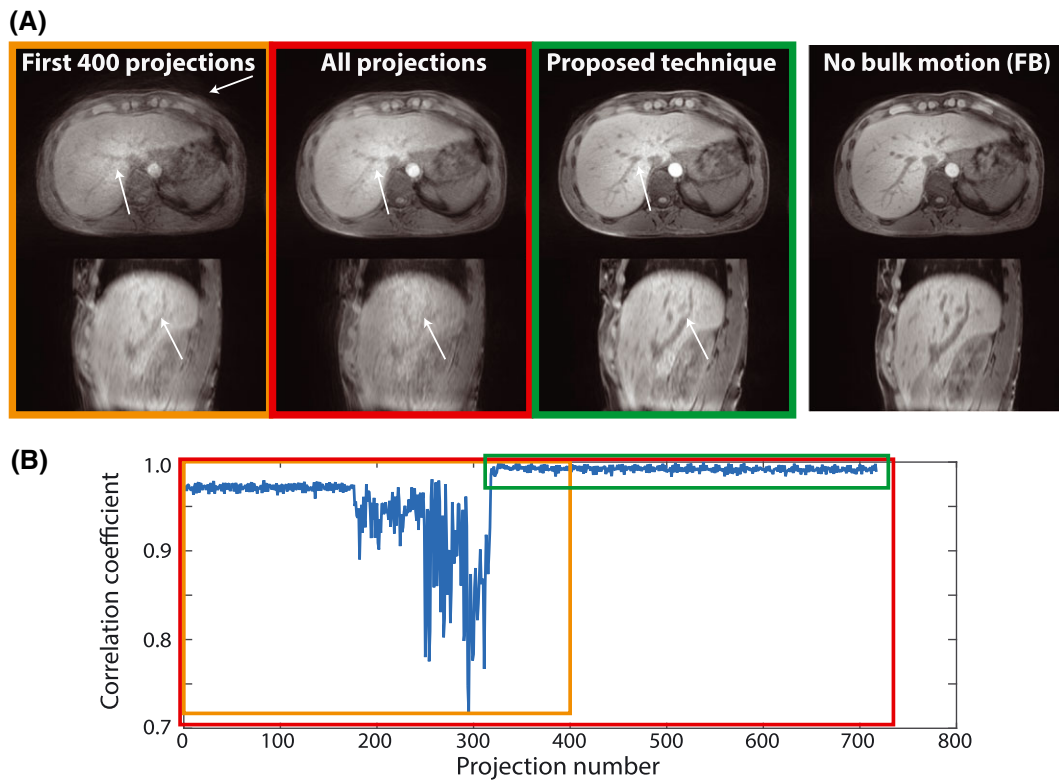 (A)
First 400 projections All projections Proposed technique No bulk motion (FB)
(B)
1.0
0.9
0.8
0.7
Correlation coefficient
0 100 200 300 400 500 600 700 800
Projection number